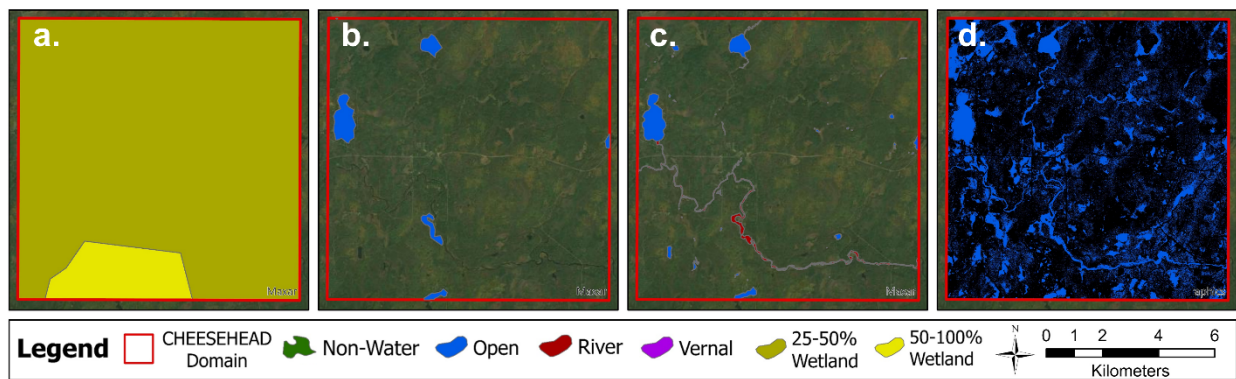 a.
b.
c.
d.
Maxar
Maxar
Maxar
aphics
Legend
CHEESEHEAD
Domain
Non-Water
Open
River
Vernal
25-50%
Wetland
50-100%
Wetland
N
0 1 2 4 6
Kilometers